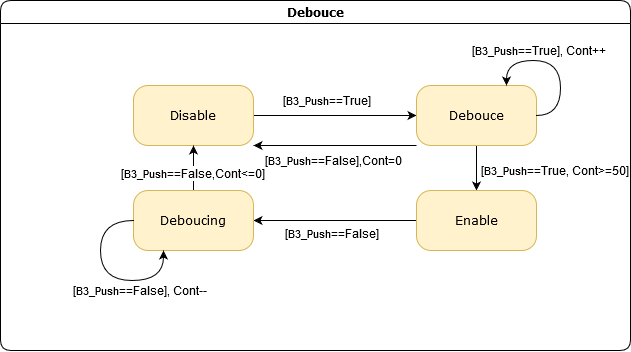 Debouce
[B3_Push==True], Cont++
[B3_Push==True]
Disable
Debouce
[B3_Push==False],Cont=0
[B3_Push==False,Cont<=0]
[B3_Push==True, Cont>=50]
Deboucing
[B3_Push==False]
Enable
[B3_Push==False], Cont--